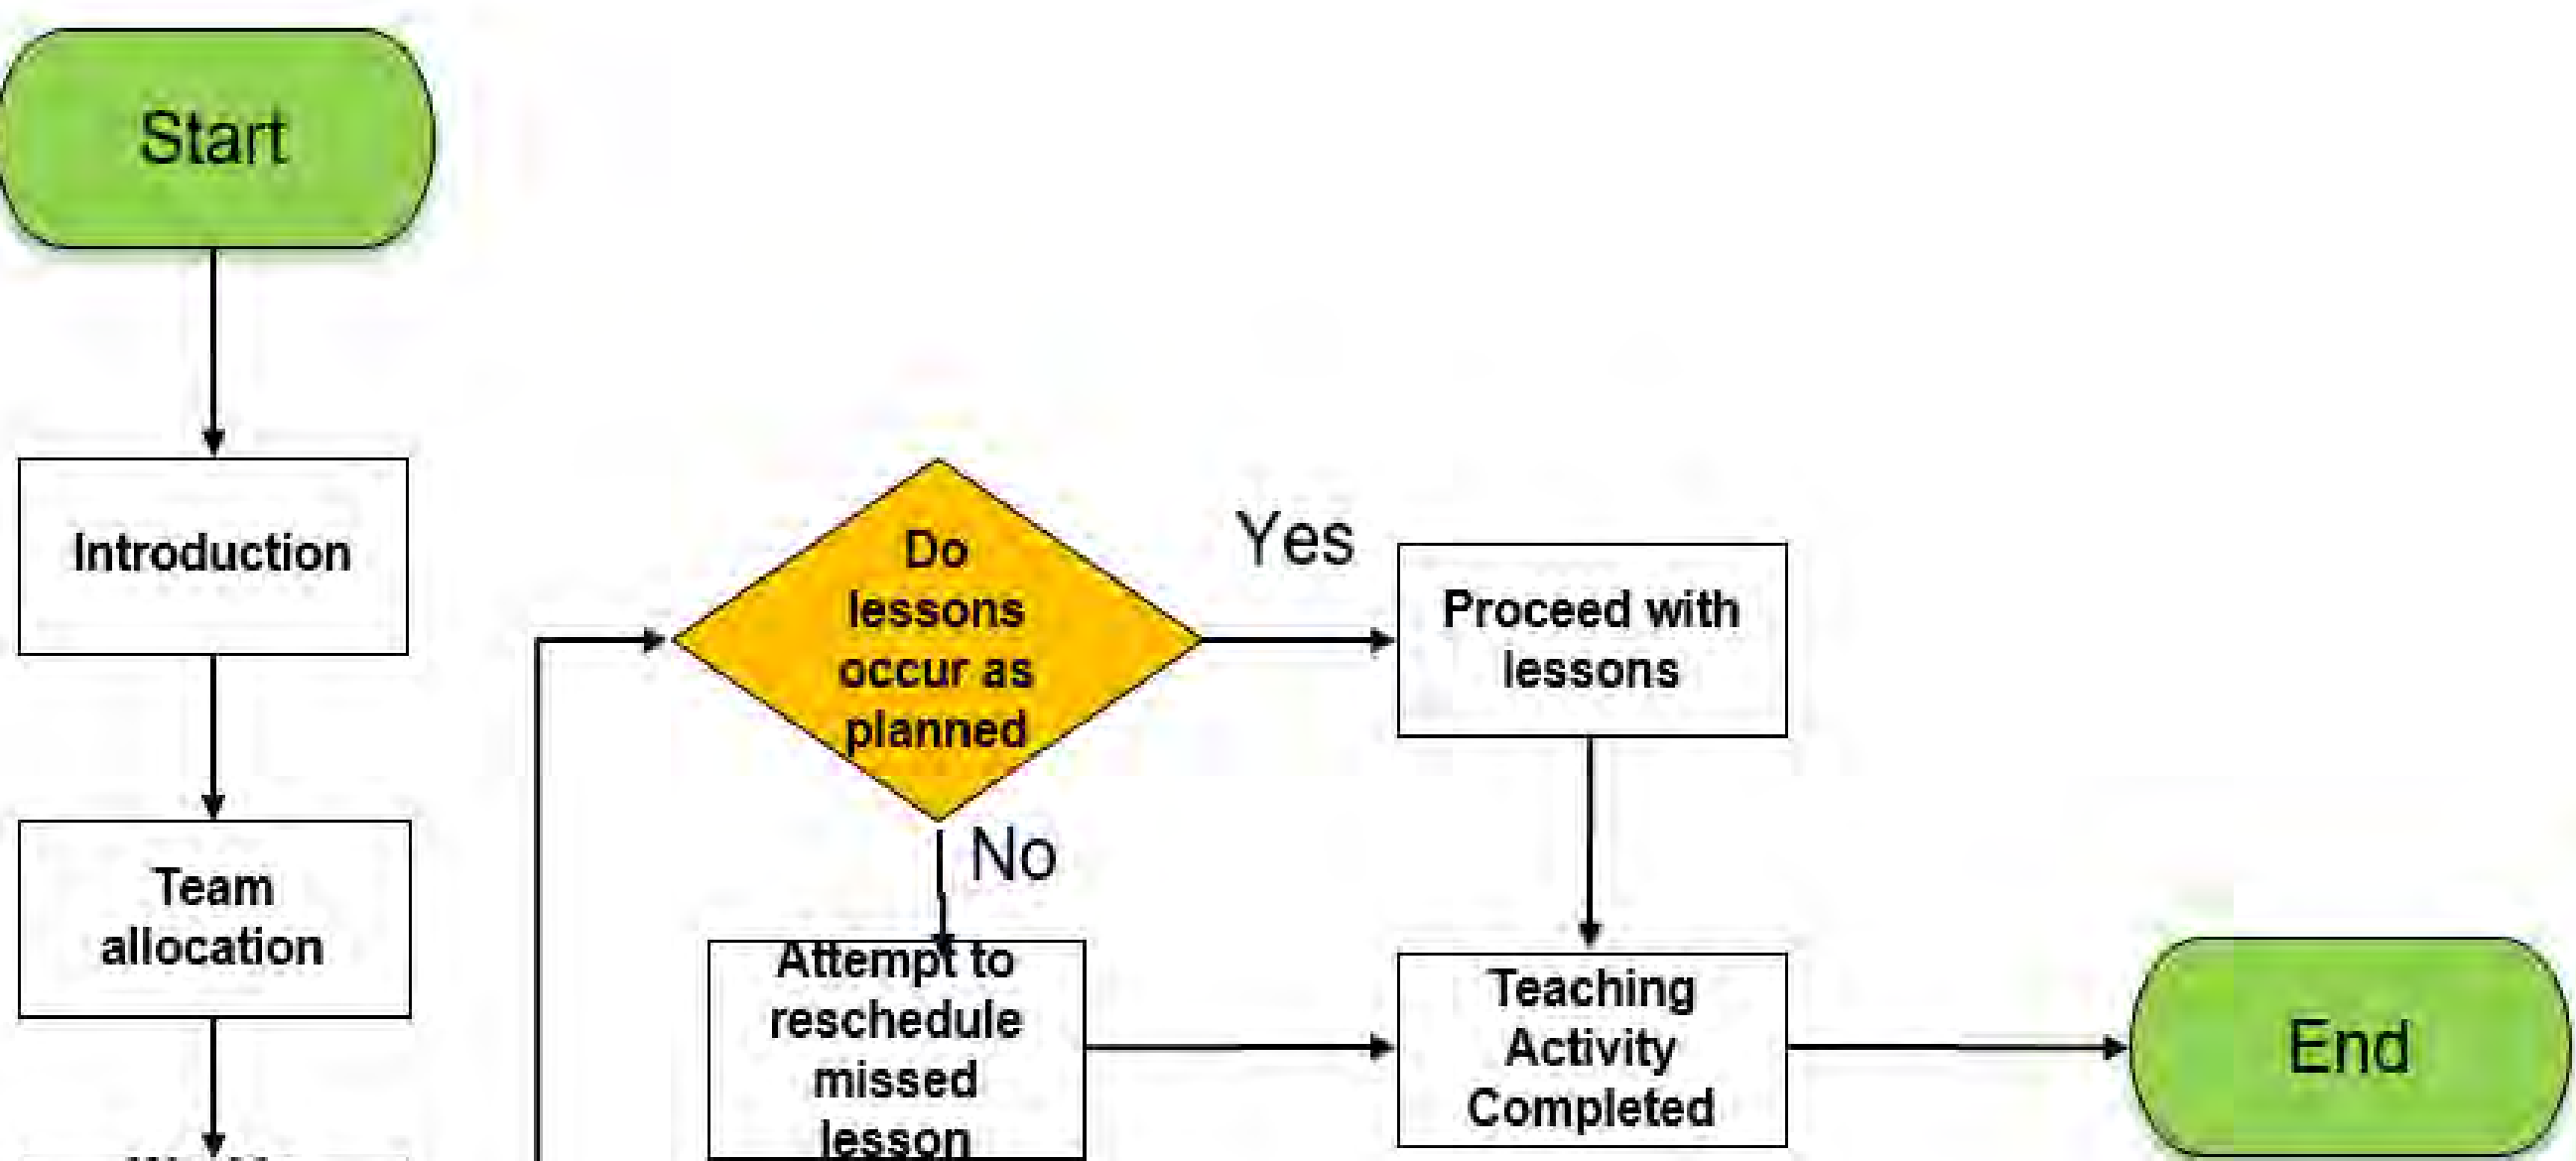 Start
Introduction
Team
allocation
Do
lessons
occur as
planned
Yes
No
Proceed with
lessons
Attempt to
reschedule
missed
lesson
Teaching
Activity
Completed
End